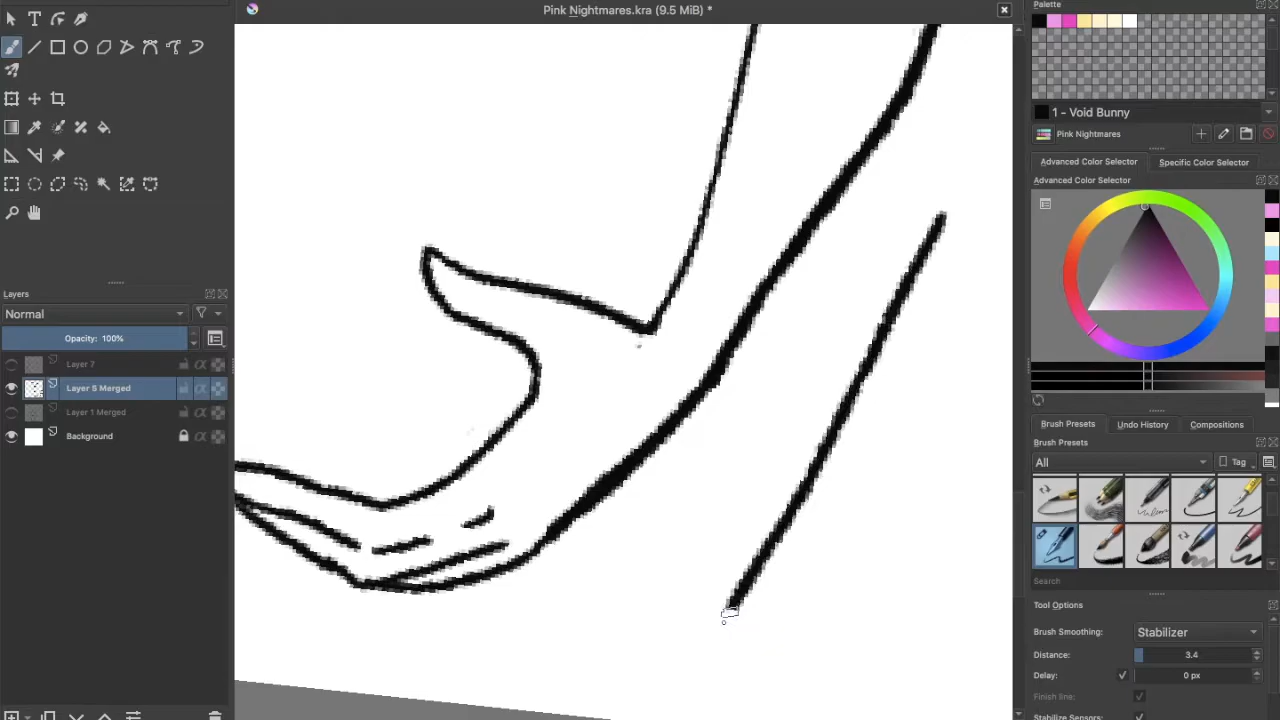 Pink Nightmares.kra (9.5 MiB) *
Palette
1 - Void Bunny
Pink Nightmares
Advanced Color Selector
Specific Color Selector
Advanced Color Selector
Layers
Normal
Opacity: 100%
Layer 7
Layer 5 Merged
Layer 1 Merged
Background
Brush Presets
Undo History
Compositions
Brush Presets
All
Tag
Search
Tool Options
Brush Smoothing:
Stabilizer
Distance:
3.4
Delay:
0 px
Finish line:
Stabilize Sensors: